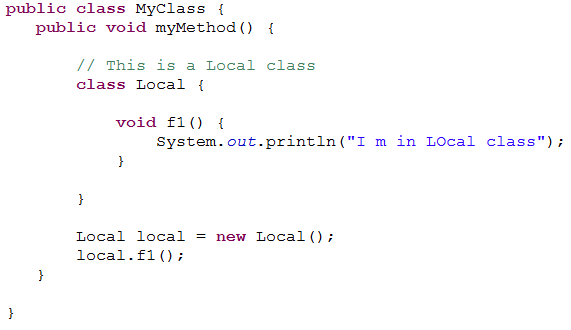 public class MyClass {
public void myMethod() {
// This is a Local class
class Local {
void f1() {
System.out.println("I m in LOcal class");
}
}
Local local = new Local();
local.f1();
}
}